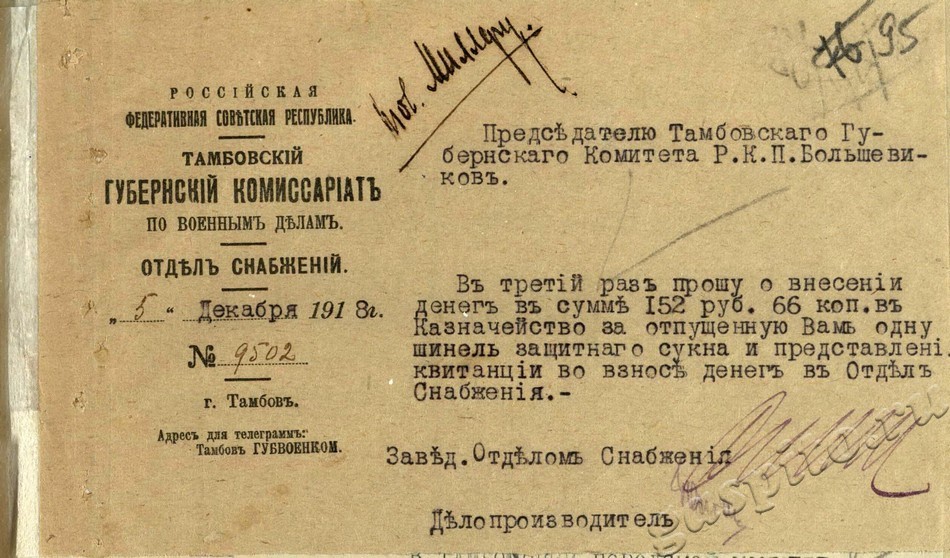 РОССІЙСКАЯ
ФЕДЕРАТИВНАЯ СОВѢТСКАЯ РЕСПУБЛИКА.
ТАМБОВСКІЙ
ГУБЕРНСКІЙ КОМИССАРІАТЪ
ПО ВОЕННЫМЪ ДѢЛАМЪ.
ОТДѢЛЪ СНАБЖЕНІЙ.
„ 5 “ Декабря 1918г.
№ 9502
г. Тамбовъ.
Адресъ для телеграммъ:
Тамбовъ ГУБВОЕНКОМ.
Тов. Миллеру.
95
Предсѣдателю Тамбовскаго Гу-
бернскаго Комитета Р.К.П.Большеви-
ковъ.
Въ третій разъ прошу о внесеніи
денегъ въ суммѣ 152 руб. 66 коп.въ
Казначейство за отпущенную Вамъ одну
шинель защитнаго сукна и представлені
квитанціи во взносѣ денегъ въ Отдѣлъ
Снабженія.-
Завѣд. Отдѣломъ Снабженія
Дѣлопроизводитель